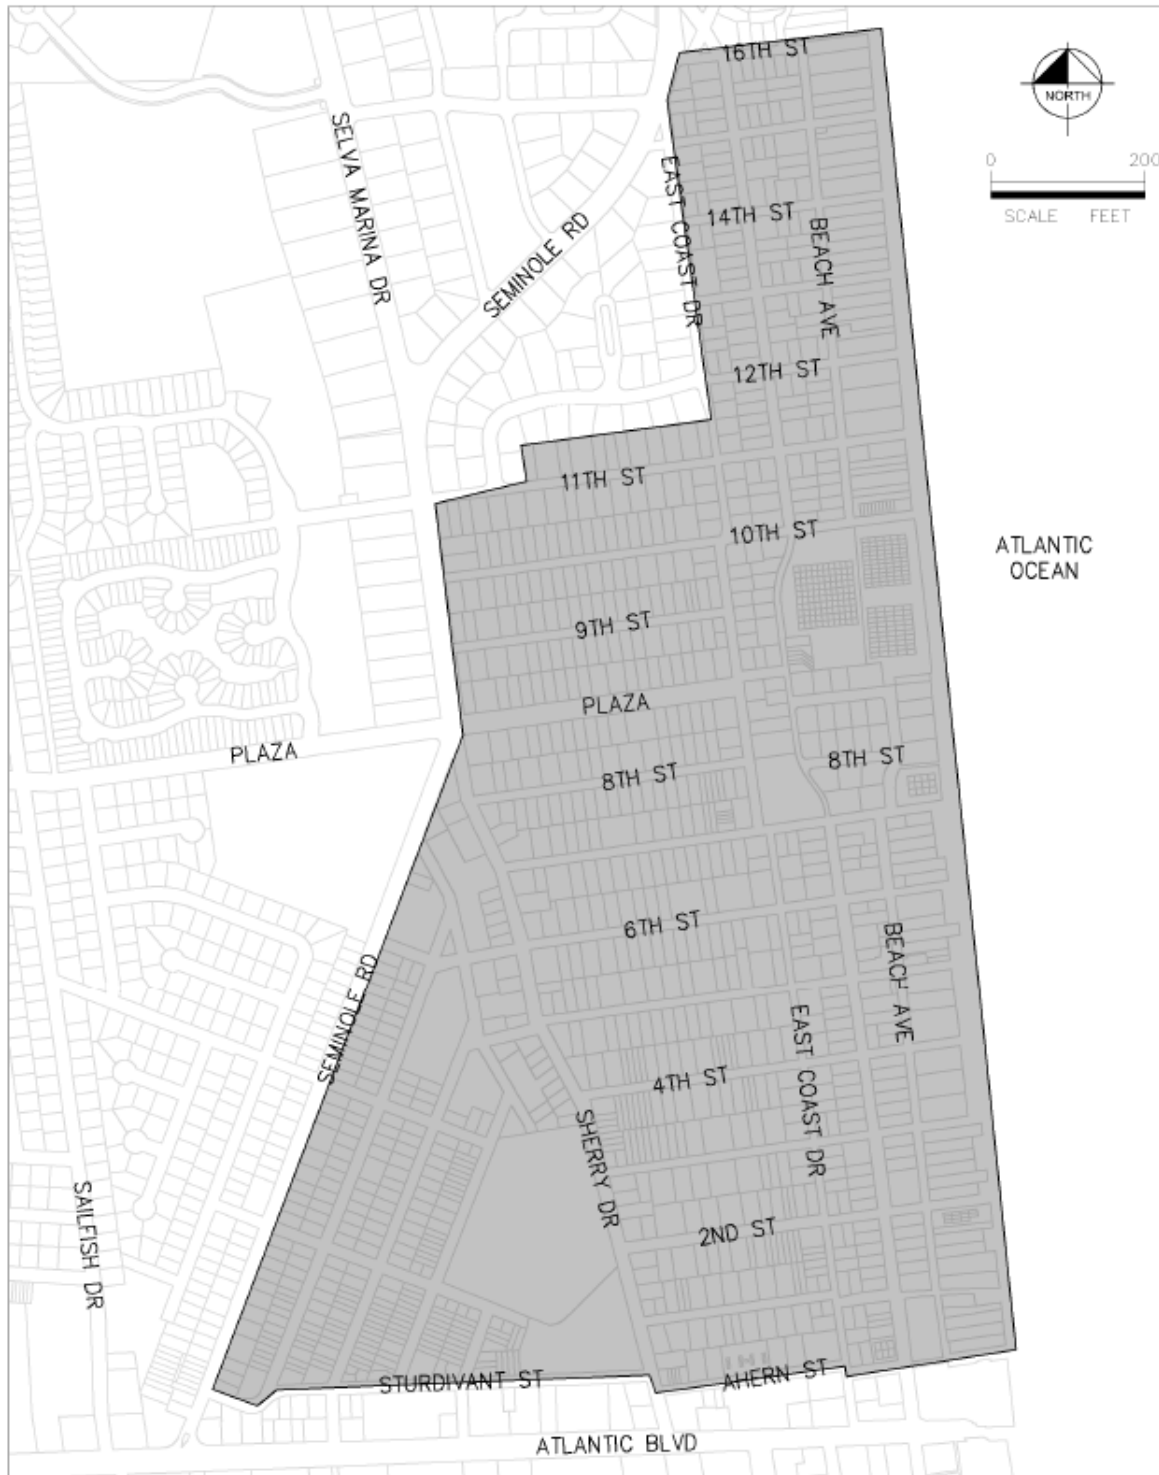 16TH ST
NORTH
0 200
SCALE FEET
SELVA MARINA DR
EAST COAST DR
14TH ST
BEACH AVE
SEMINOLE RD
12TH ST
11TH ST
10TH ST
ATLANTIC
OCEAN
9TH ST
PLAZA
PLAZA
8TH ST
8TH ST
6TH ST
BEACH AVE
SEMINOLE RD
EAST COAST DR
4TH ST
SHERRY DR
SAILFISH DR
2ND ST
STURDIVANT ST
AHERN ST
ATLANTIC BLVD